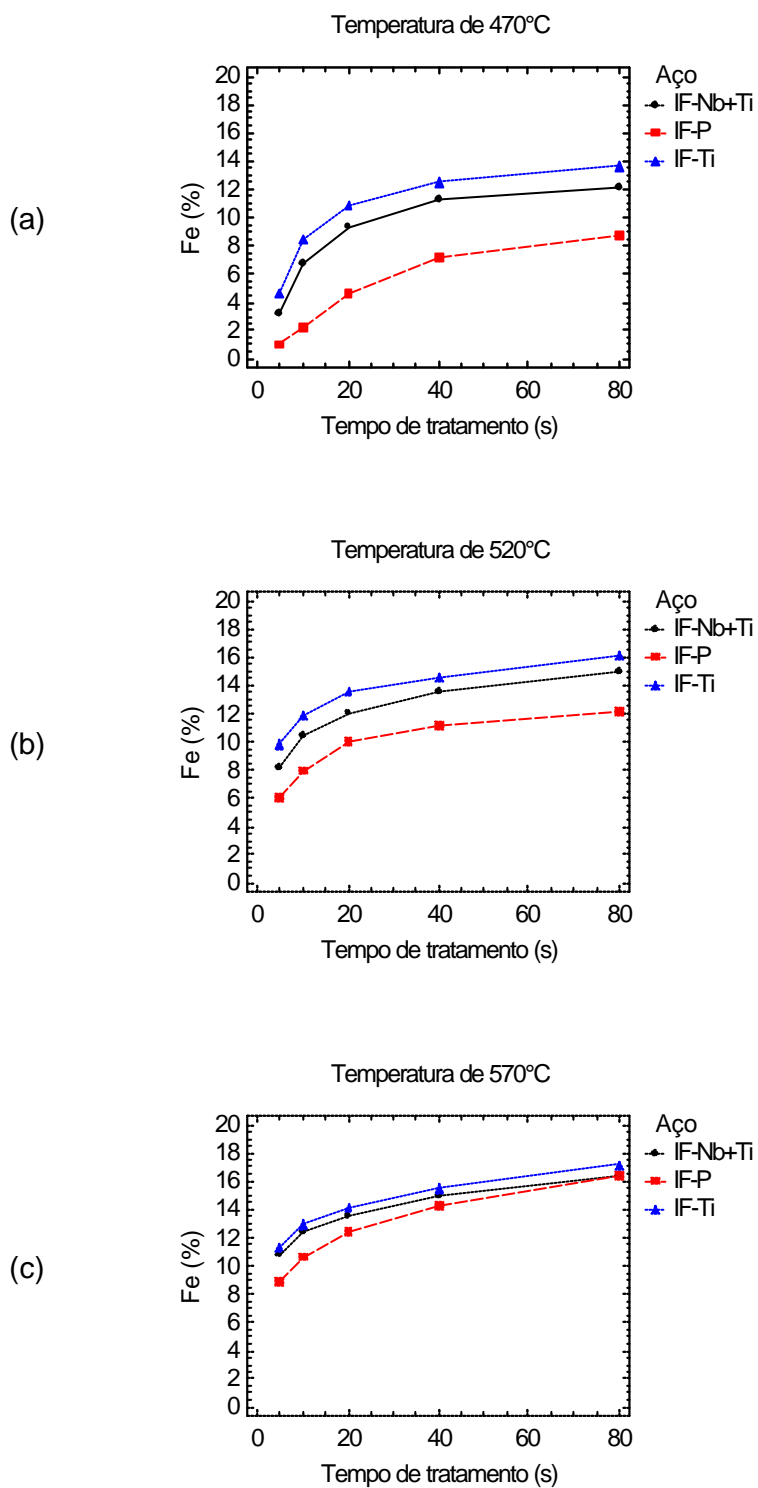 Temperatura de 470°C
(a)
Fe (%)
20
18
16
14
12
10
8
6
4
2
0
0 20 40 60 80
Tempo de tratamento (s)
Aço
IF-Nb+Ti
IF-P
IF-Ti
Temperatura de 520°C
(b)
Fe (%)
20
18
16
14
12
10
8
6
4
2
0
0 20 40 60 80
Tempo de tratamento (s)
Aço
IF-Nb+Ti
IF-P
IF-Ti
Temperatura de 570°C
(c)
Fe (%)
20
18
16
14
12
10
8
6
4
2
0
0 20 40 60 80
Tempo de tratamento (s)
Aço
IF-Nb+Ti
IF-P
IF-Ti